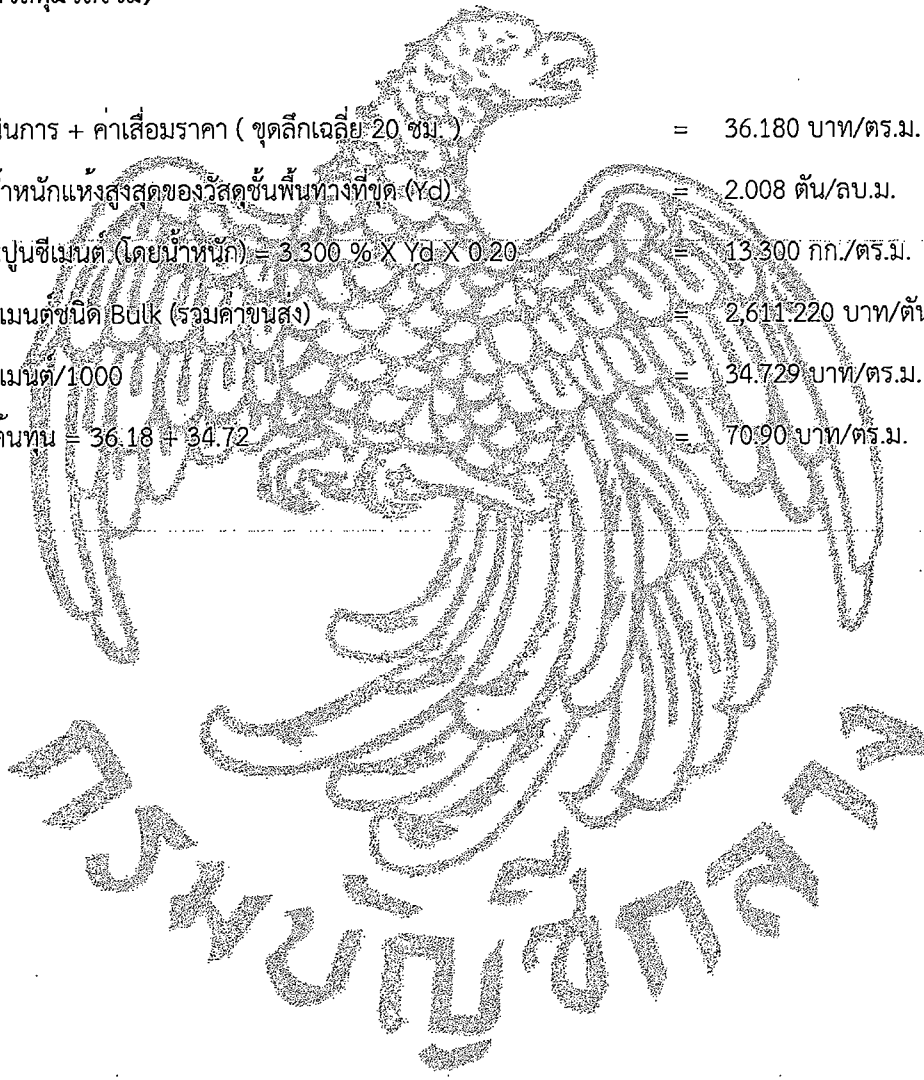 นินการ + ค่าเสื่อมราคา ( ขุดลึกเฉลี่ย 20 ซม. ) = 36.180 บาท/ตร.ม.
น้ำหนักแห้งสูงสุดของวัสดุชั้นพื้นทางที่ขุด (Yd) = 2.008 ตัน/ลบ.ม.
ปูนซีเมนต์ (โดยน้ำหนัก) = 3.300 % X Yd X 0.20 = 13.300 กก./ตร.ม.
เมนต์ชนิด Bulk (รวมค่าขนส่ง) = 2,611.220 บาท/ตัน
เมนต์/1000 = 34.729 บาท/ตร.ม.
ต้นทุน = 36.18 + 34.72 = 70.90 บาท/ตร.ม.
กรมบัญชีกลาง